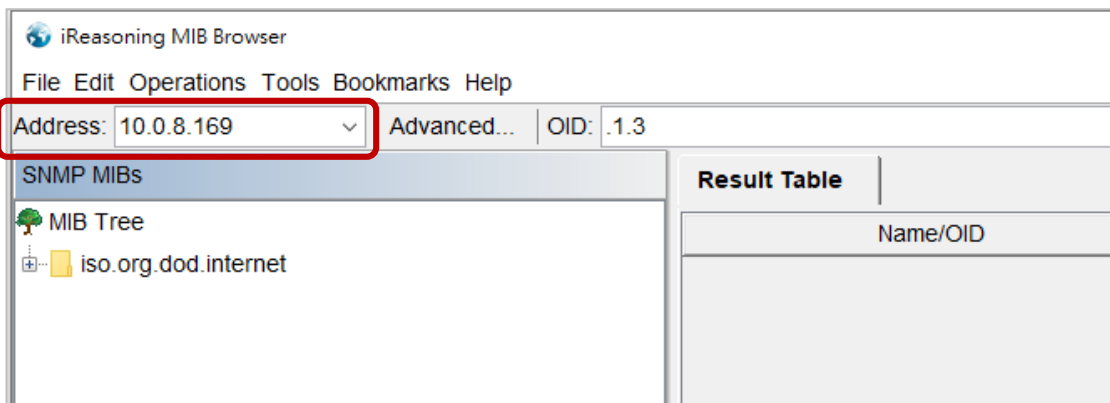 iReasoning MIB Browser
File Edit Operations Tools Bookmarks Help
Address: 10.0.8.169 Advanced... OID: .1.3
SNMP MIBs
Result Table
MIB Tree
Name/OID
iso.org.dod.internet